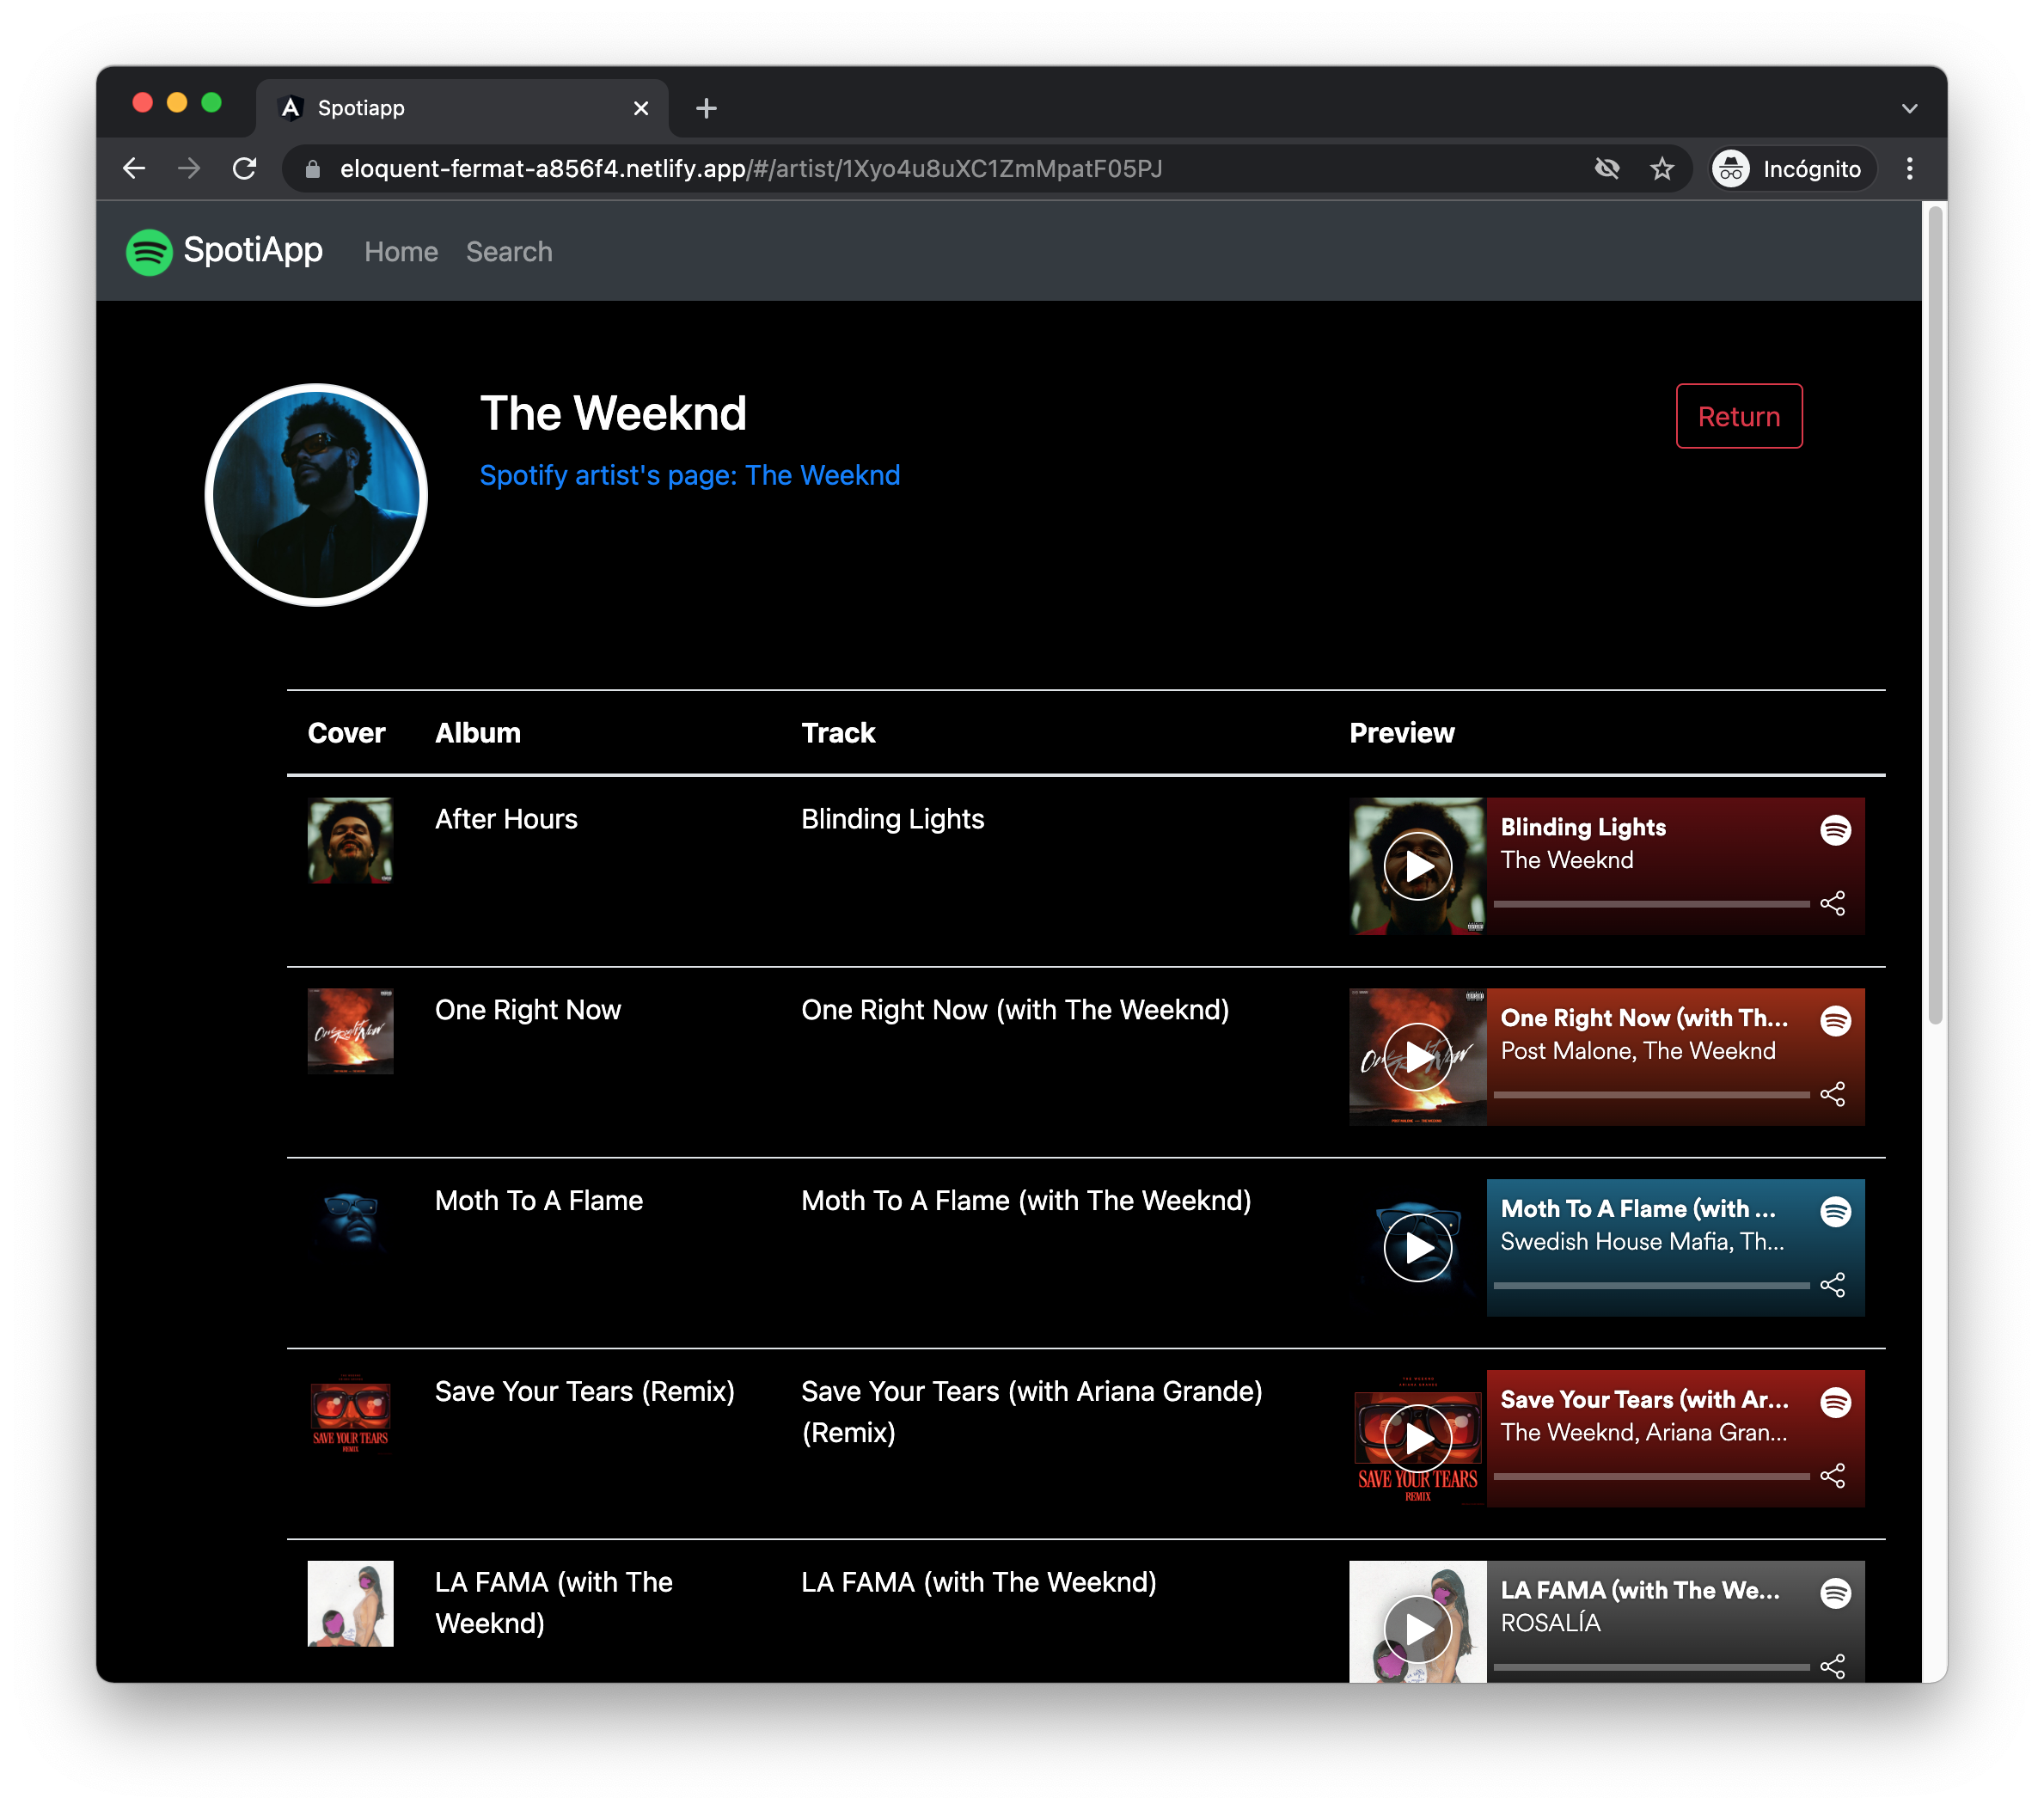 Spotiapp
eloquent-fermat-a856f4.netlify.app/#/artist/1Xyo4u8uXC1ZmMpatF05PJ
Incógnito
SpotiApp Home Search
The Weeknd
Return
Spotify artist's page: The Weeknd
Cover Album Track Preview
After Hours
Blinding Lights
Blinding Lights
The Weeknd
One Right Now
One Right Now (with The Weeknd)
One Right Now (with Th...
Post Malone, The Weeknd
Moth To A Flame
Moth To A Flame (with The Weeknd)
Moth To A Flame (with ...
Swedish House Mafia, Th...
SAVE YOUR TEARS
REMIX
Save Your Tears (Remix)
Save Your Tears (with Ariana Grande)
(Remix)
SAVE YOUR TEARS
REMIX
Save Your Tears (with Ar...
The Weeknd, Ariana Gran...
LA FAMA (with The
Weeknd)
LA FAMA (with The Weeknd)
LA FAMA (with The We...
ROSALÍA